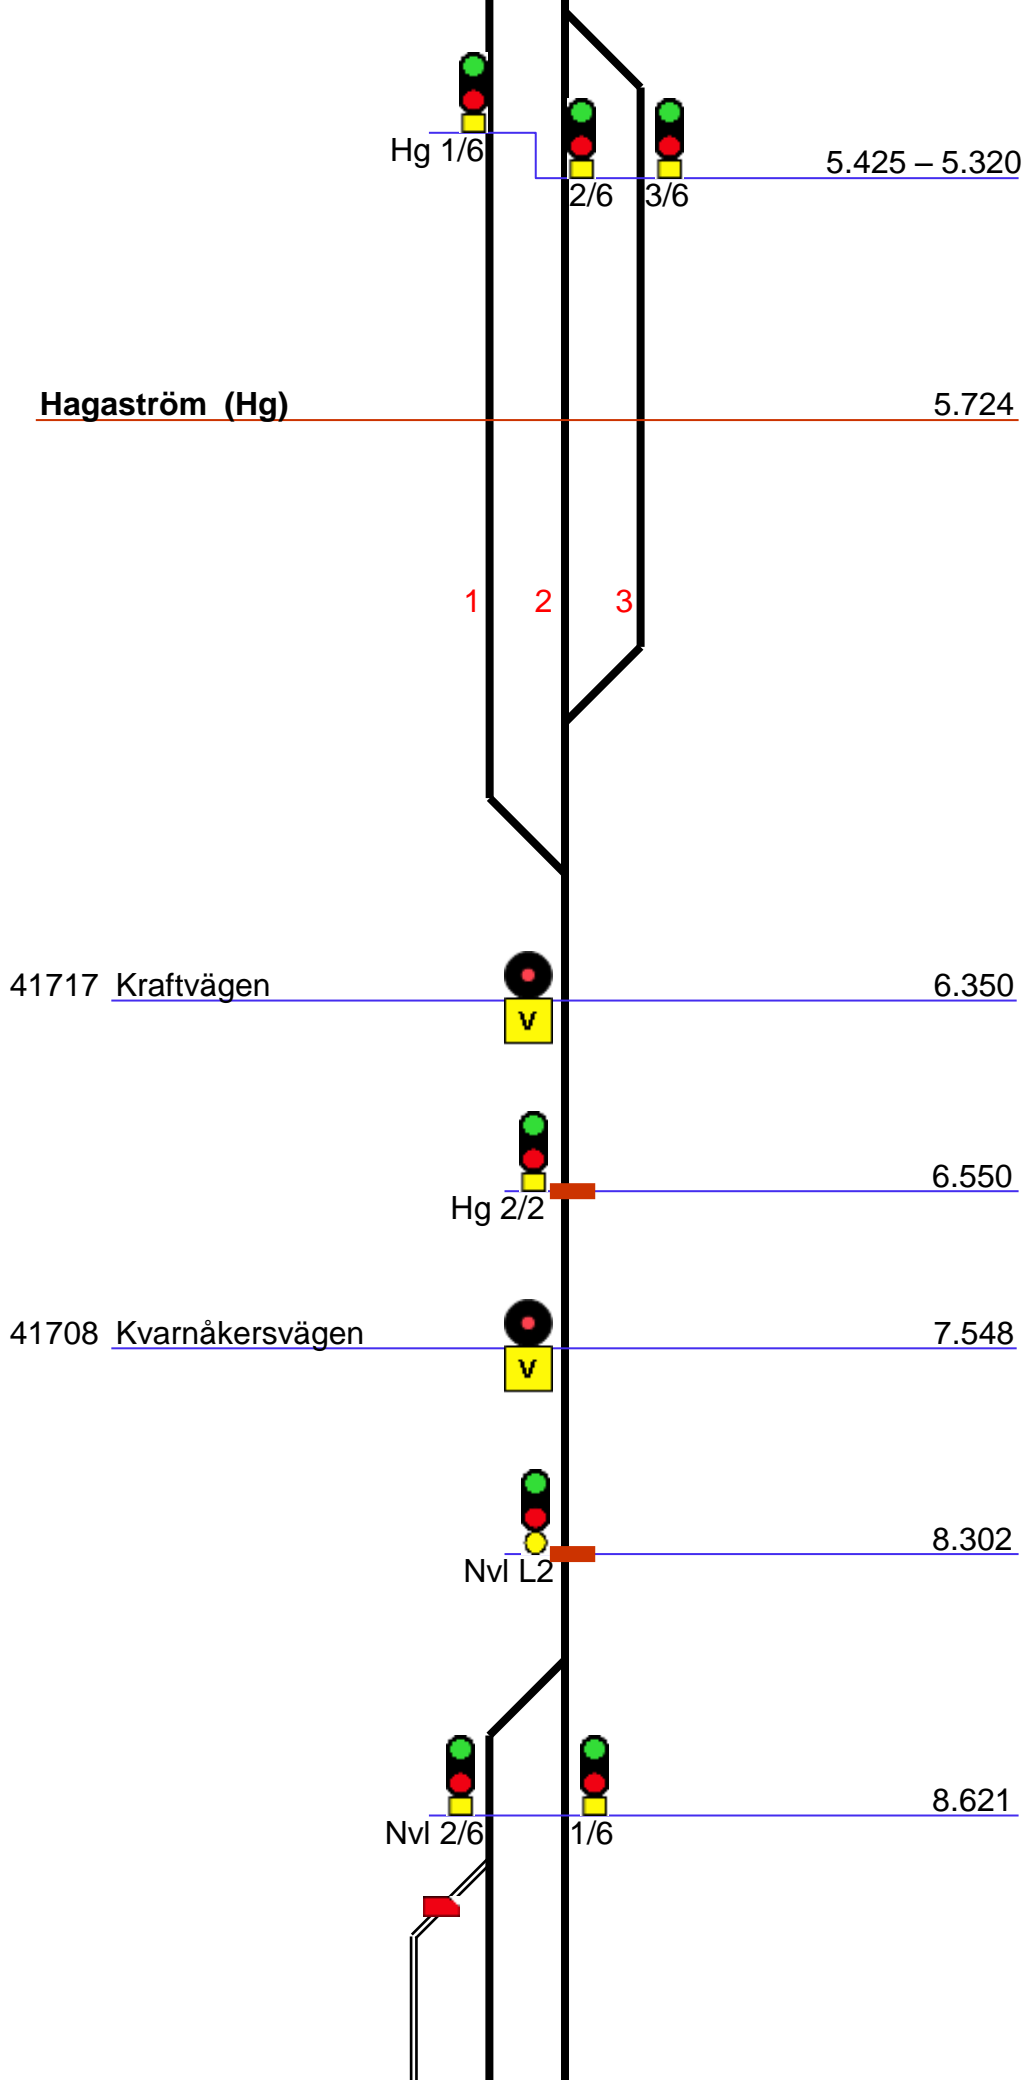 Hg 1/6
5.425 – 5.320
2/6 3/6
Hagaström (Hg) 5.724
1 2 3
41717 Kraftvägen 6.350
V
6.550
Hg 2/2
41708 Kvarnåkersvägen 7.548
V
8.302
Nvl L2
8.621
Nvl 2/6 1/6